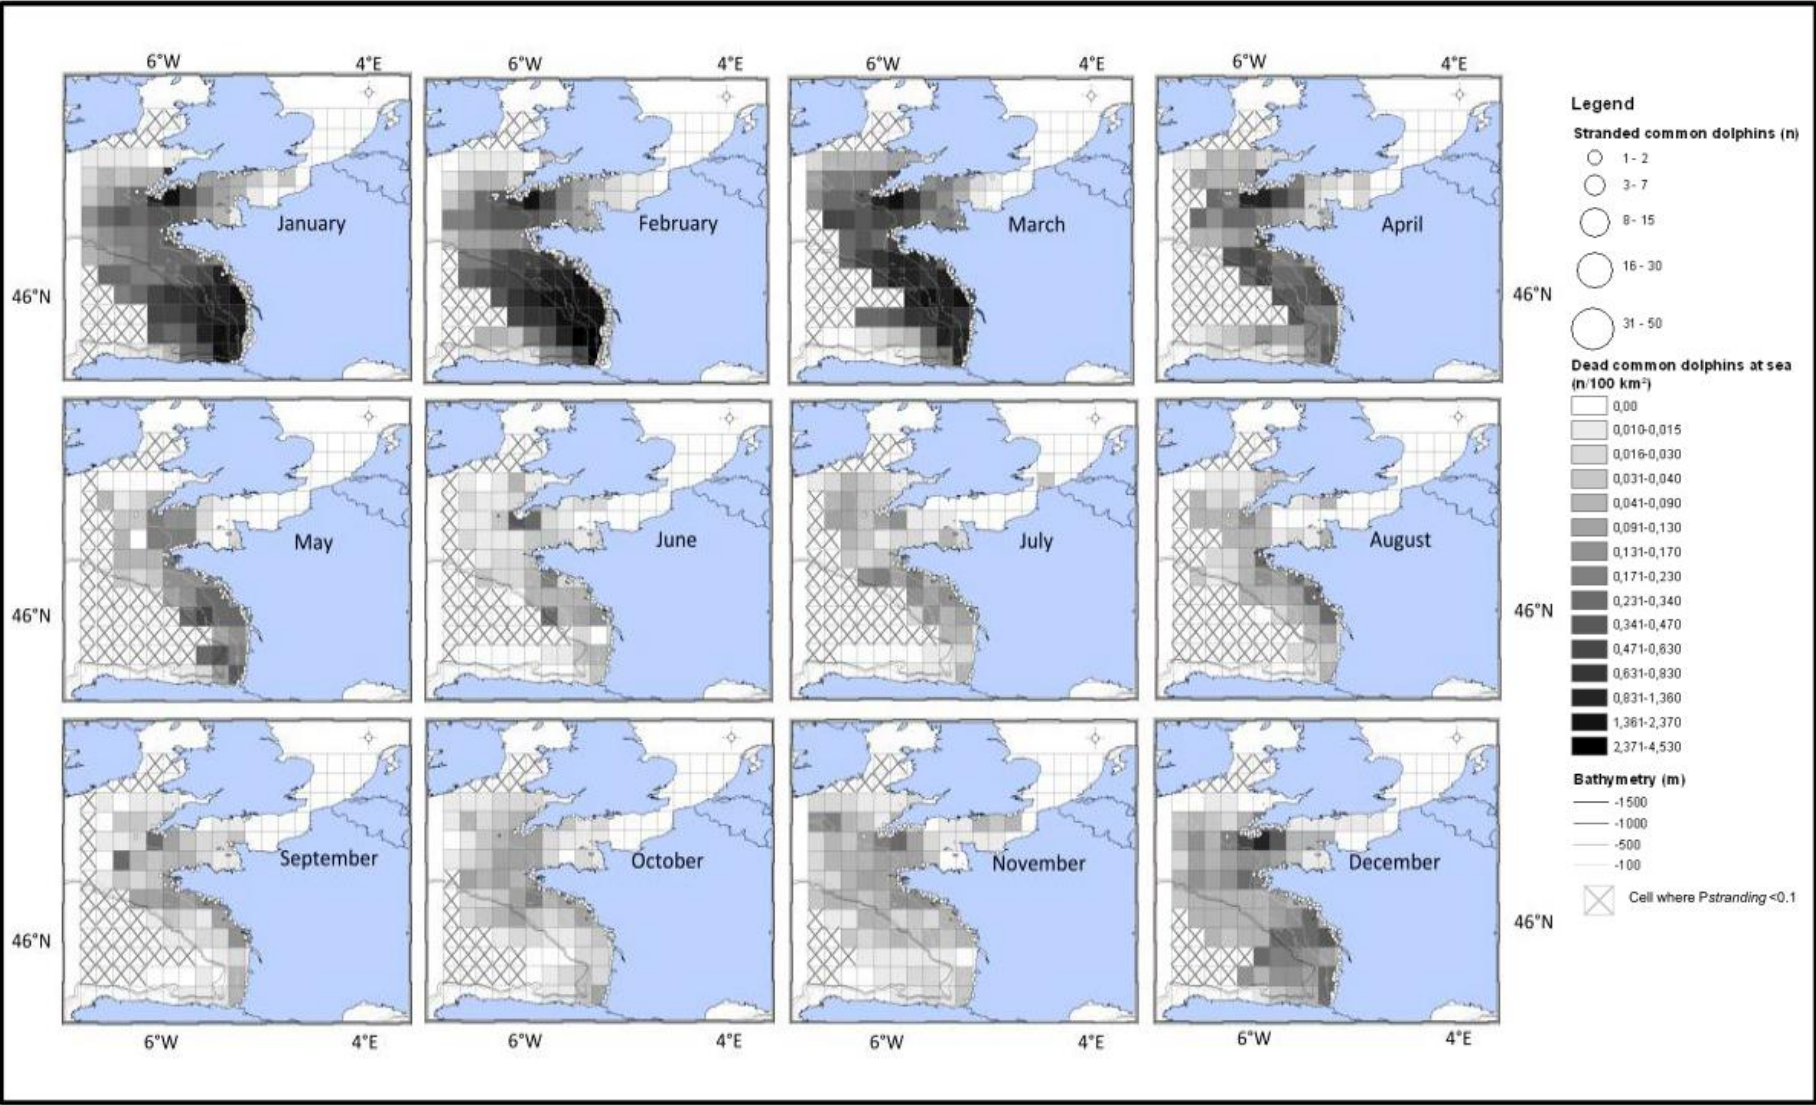 6°W 4°E 6°W 4°E 6°W 4°E 6°W 4°E
January February March April
46°N 46°N
May June July August
46°N 46°N
September October November December
46°N 46°N
6°W 4°E 6°W 4°E 6°W 4°E 6°W 4°E
Legend
Stranded common dolphins (n)
1 - 2
3 - 7
8 - 15
16 - 30
31 - 50
Dead common dolphins at sea
(n/100 km²)
0,00
0,010-0,015
0,016-0,030
0,031-0,040
0,041-0,090
0,091-0,130
0,131-0,170
0,171-0,230
0,231-0,340
0,341-0,470
0,471-0,630
0,631-0,830
0,831-1,360
1,361-2,370
2,371-4,530
Bathymetry (m)
-1500
-1000
-500
-100
Cell where Pstranding <0.1